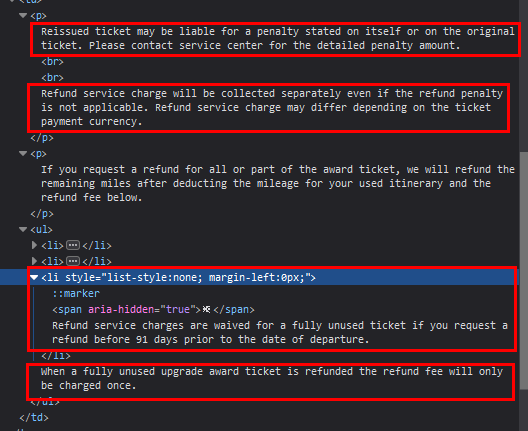 <td>
▼<p>
Reissued ticket may be liable for a penalty stated on itself or on the original
ticket. Please contact service center for the detailed penalty amount.
<br>
<br>
Refund service charge will be collected separately even if the refund penalty
is not applicable. Refund service charge may differ depending on the ticket
payment currency.
</p>
▼<p>
If you request a refund for all or part of the award ticket, we will refund the
remaining miles after deducting the mileage for your used itinerary and the
refund fee below.
</p>
▼<ul>
▶<li>⋯</li>
▶<li>⋯</li>
▼<li style="list-style:none; margin-left:0px;">
::marker
<span aria-hidden="true">※</span>
Refund service charges are waived for a fully unused ticket if you request a
refund before 91 days prior to the date of departure.
</li>
When a fully unused upgrade award ticket is refunded the refund fee will only
be charged once.
</ul>
</td>